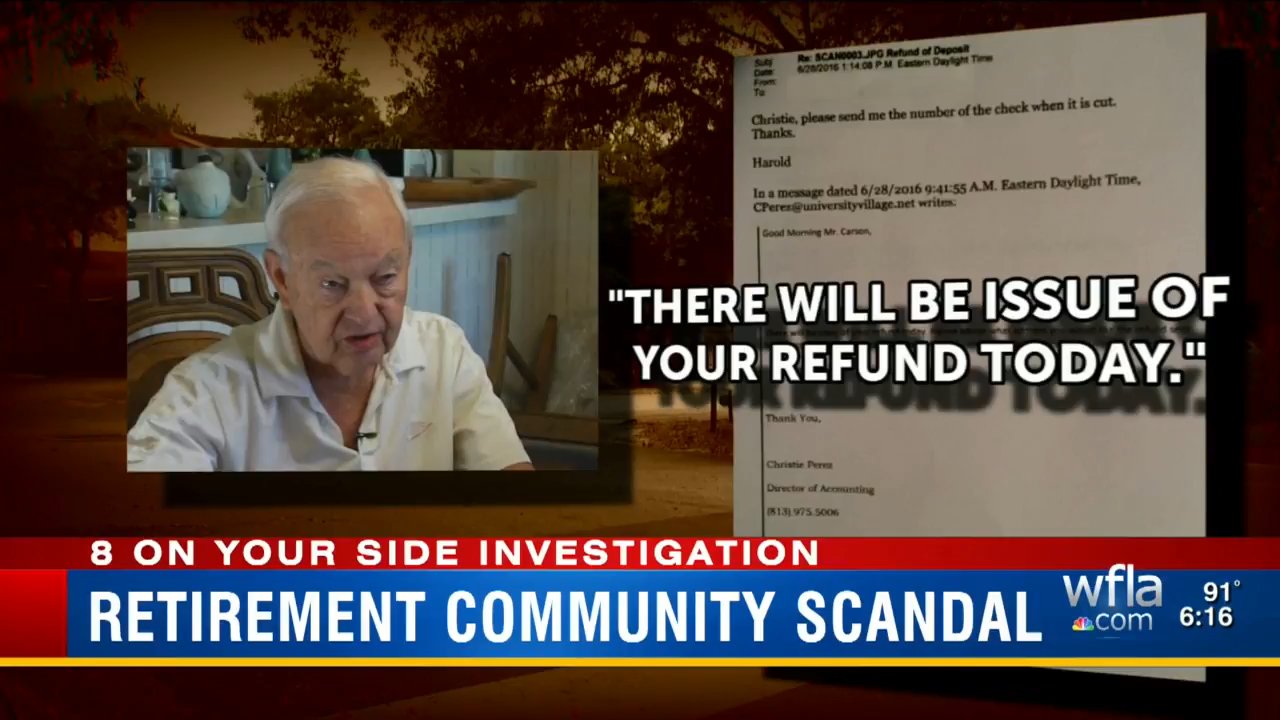 Subj: Re: SCAN0003.JPG Refund of Deposit
Date: 6/28/2016 1:14:08 P.M. Eastern Daylight Time
From:
To:
Christie, please send me the number of the check when it is cut.
Thanks.
Harold
In a message dated 6/28/2016 9:41:55 A.M. Eastern Daylight Time,
CPerez@universityvillage.net writes:
Good Morning Mr. Carson,
"THERE WILL BE ISSUE OF
YOUR REFUND TODAY."
Thank You,
Christie Perez
Director of Accounting
(813) 975.5006
8 ON YOUR SIDE INVESTIGATION
RETIREMENT COMMUNITY SCANDAL
wfla
.com
91°
6:16